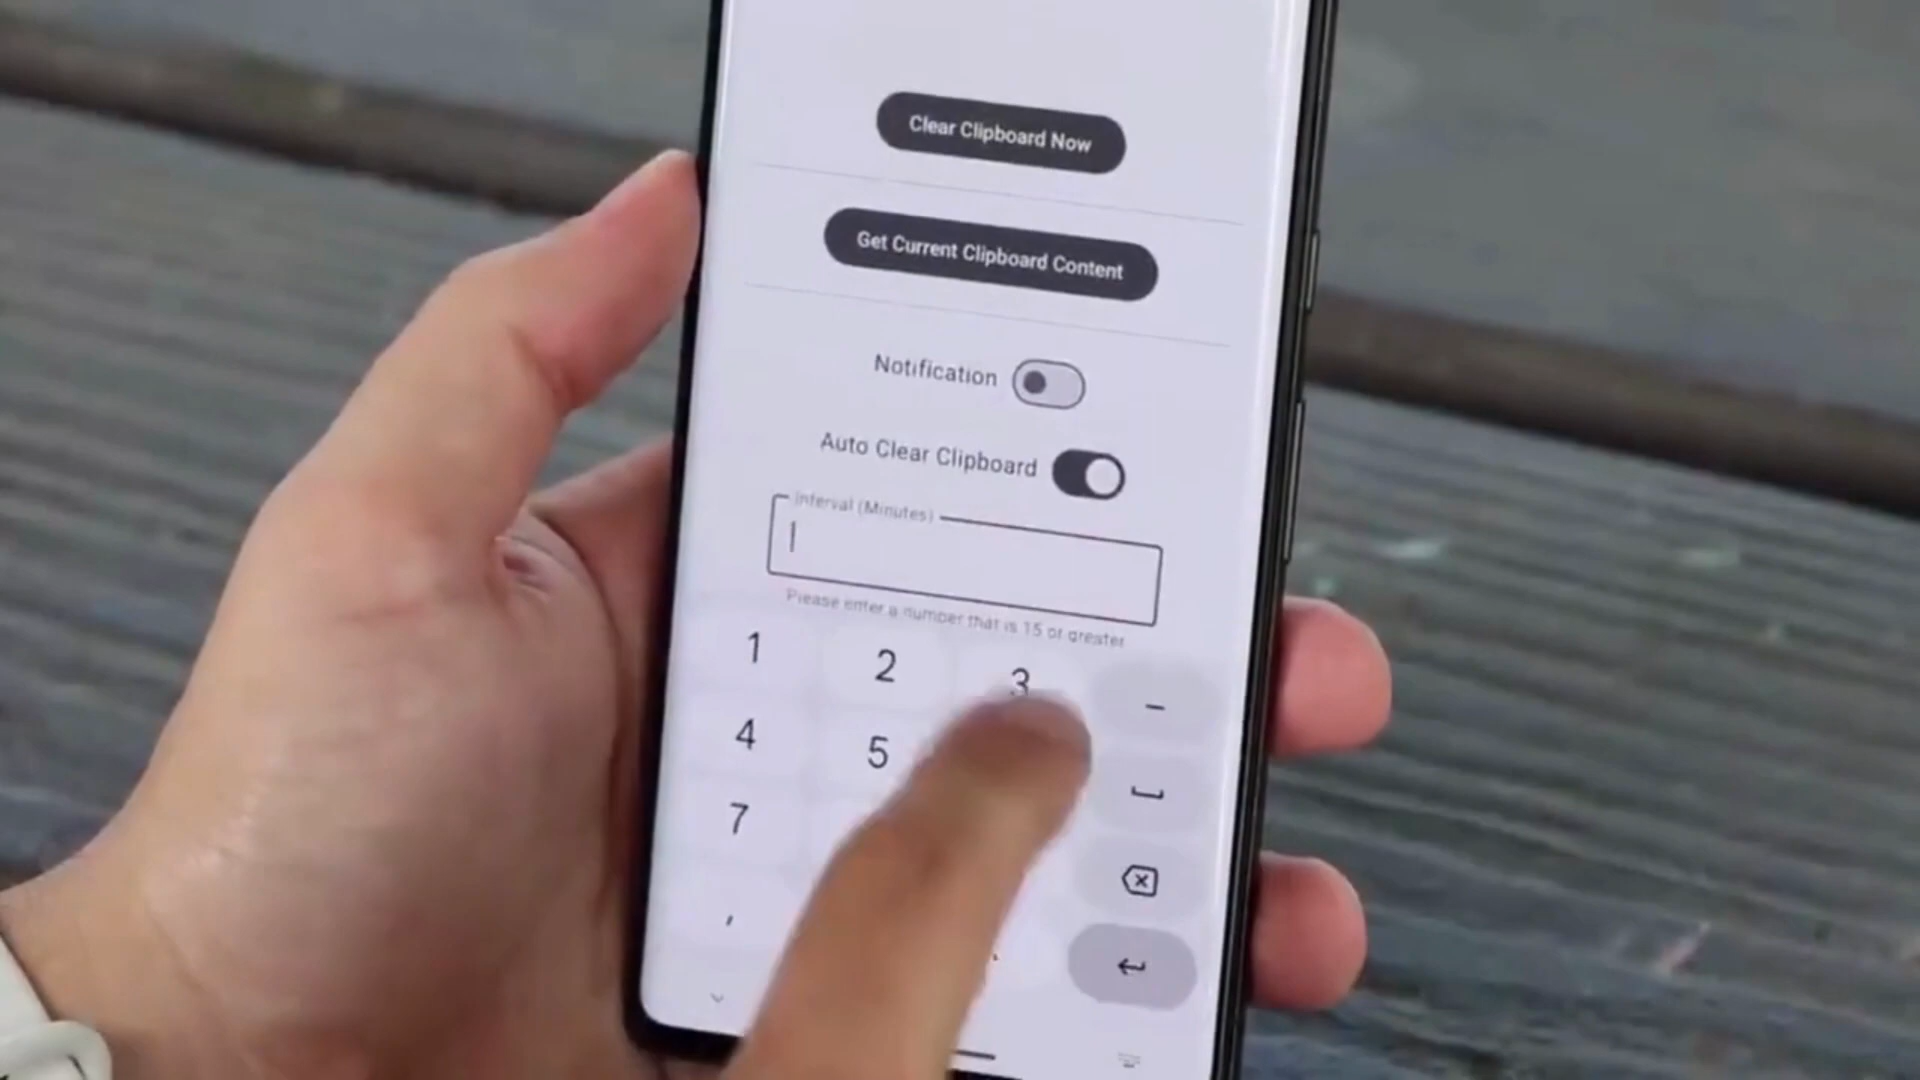 Clear Clipboard Now
Get Current Clipboard Content
Notification
Auto Clear Clipboard
Interval (Minutes)
Please enter a number that is 15 or greater
1 2 3 -
4 5
7
,
.